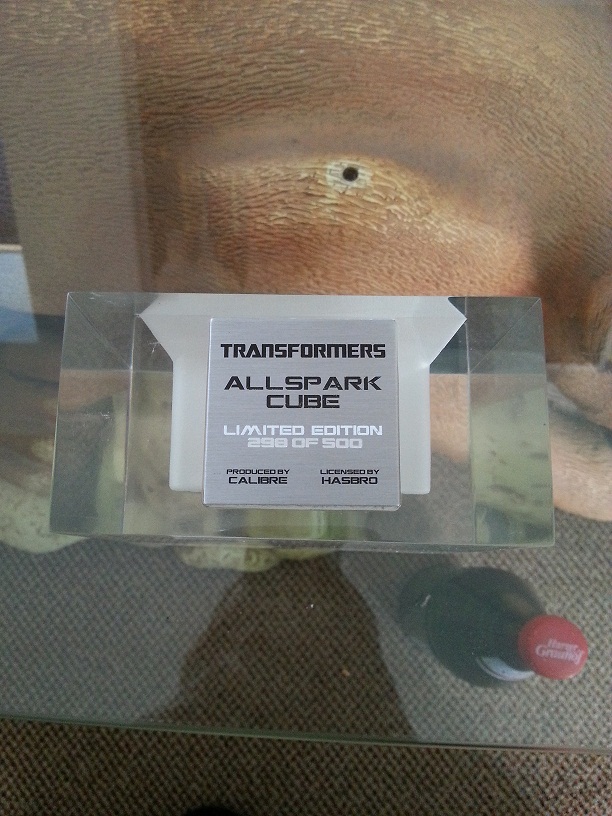 TRANSFORMERS
ALLSPARK
CUBE
LIMITED EDITION
298 OF 500
PRODUCED BY
CALIBRE
LICENSED BY
HASBRO